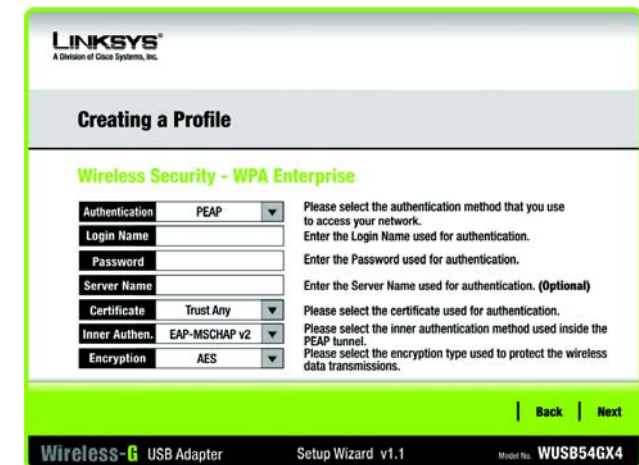 LINKSYS®
A Division of Cisco Systems, Inc.
Creating a Profile
Wireless Security - WPA Enterprise
Authentication PEAP Please select the authentication method that you use
to access your network.
Login Name Enter the Login Name used for authentication.
Password Enter the Password used for authentication.
Server Name Enter the Server Name used for authentication. (Optional)
Certificate Trust Any Please select the certificate used for authentication.
Inner Authen. EAP-MSCHAP v2 Please select the inner authentication method used inside the
PEAP tunnel.
Encryption AES Please select the encryption type used to protect the wireless
data transmissions.
Back Next
Wireless-G USB Adapter Setup Wizard v1.1 Model No. WUSB54GX4